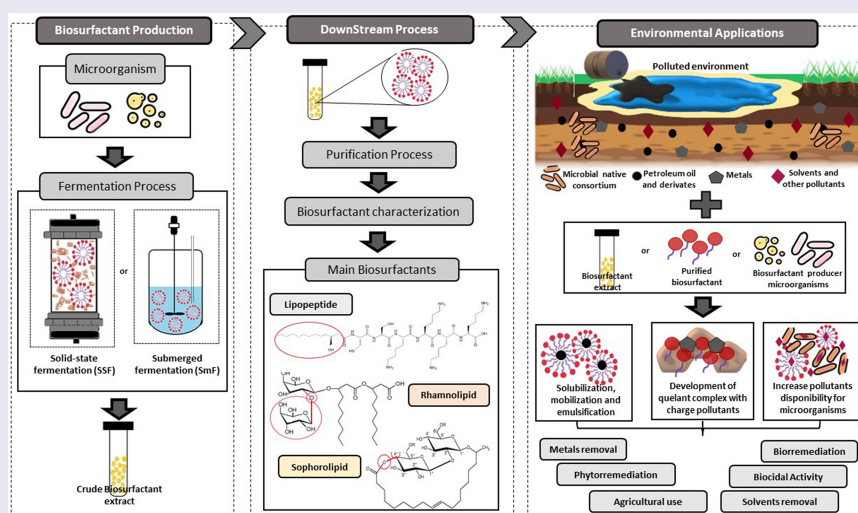 Biosurfactant Production
Microorganism
Fermentation Process
or
Solid-state
fermentation (SSF)
Submerged
fermentation (SmF)
Crude Biosurfactant
extract
DownStream Process
Purification Process
Biosurfactant characterization
Main Biosurfactants
Lipopeptide
Rhamnolipid
Sophorolipid
Environmental Applications
Polluted environment
Microbial native
consortium
Petroleum oil
and derivates
Metals
Solvents and
other pollutants
Biosurfactant
extract
or
Purified
biosurfactant
or
Biosurfactant producer
microorganisms
Solubilization,
mobilization and
emulsification
Development of
quelant complex with
charge pollutants
Increase pollutants
disponibility for
microorganisms
Metals removal
Phytorremediation
Agricultural use
Biorremediation
Biocidal Activity
Solvents removal